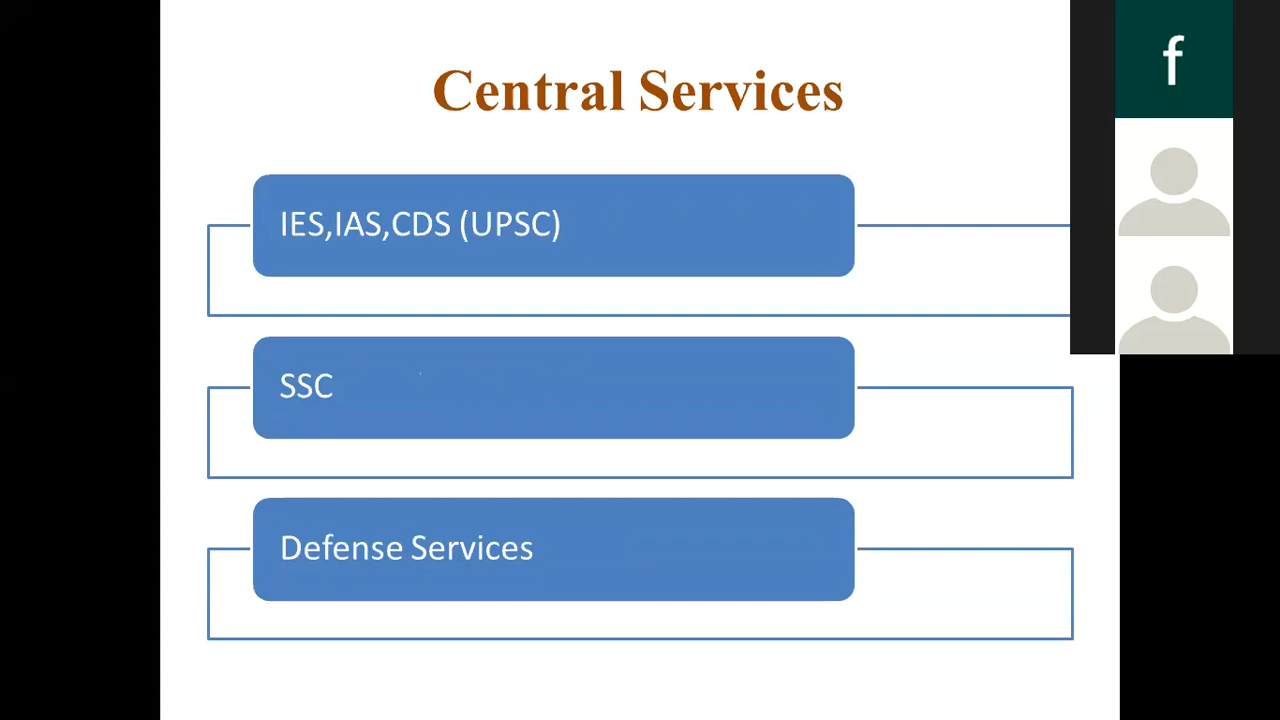 Central Services
f
IES,IAS,CDS (UPSC)
SSC
Defense Services